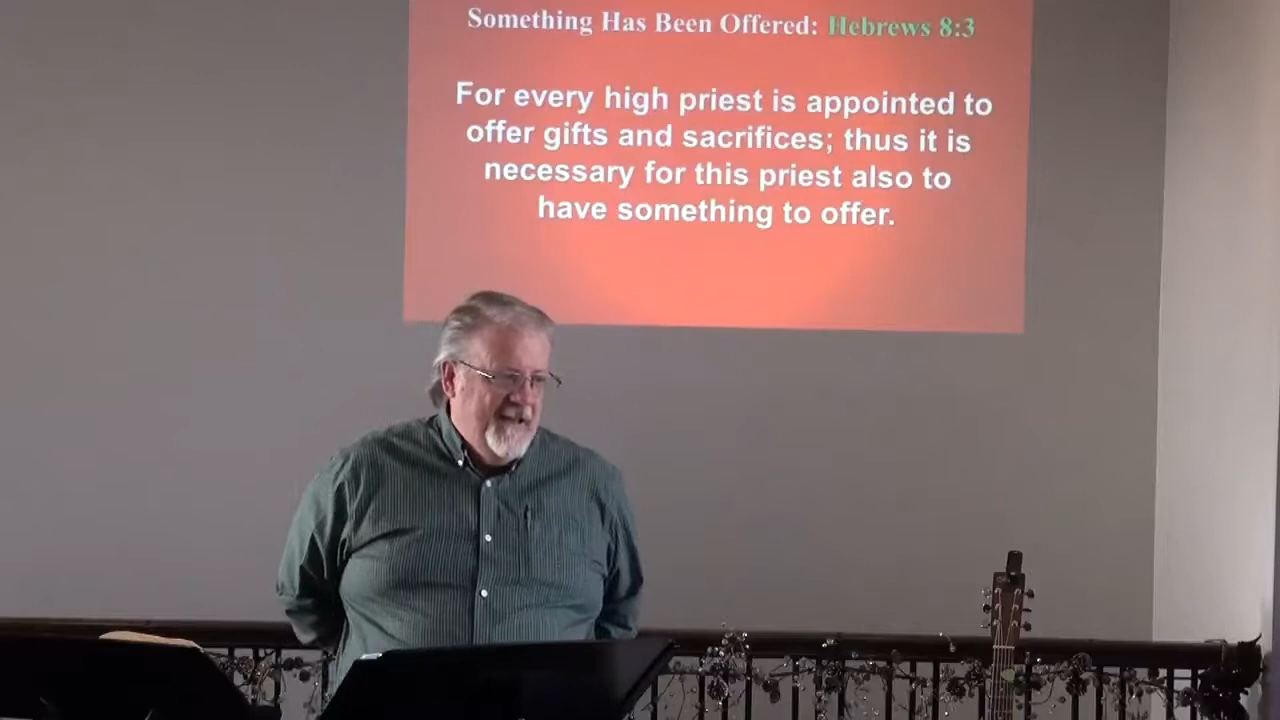 Something Has Been Offered: Hebrews 8:3
For every high priest is appointed to
offer gifts and sacrifices; thus it is
necessary for this priest also to
have something to offer.